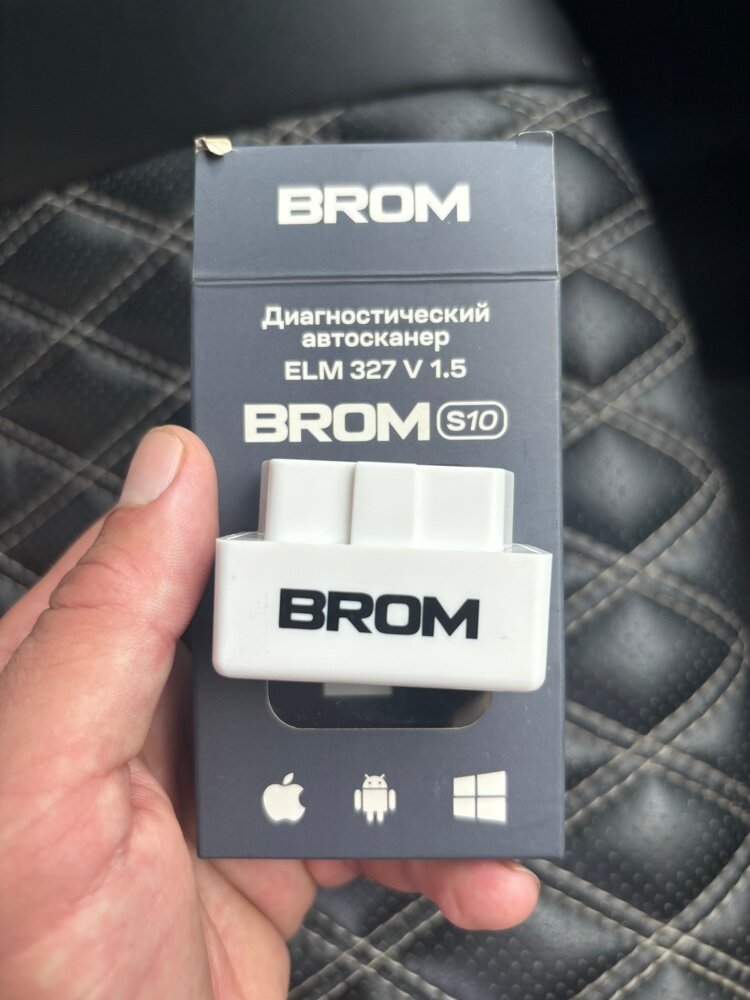 BROM
Диагностический
автосканер
ELM 327 V 1.5
BROM S10
BROM